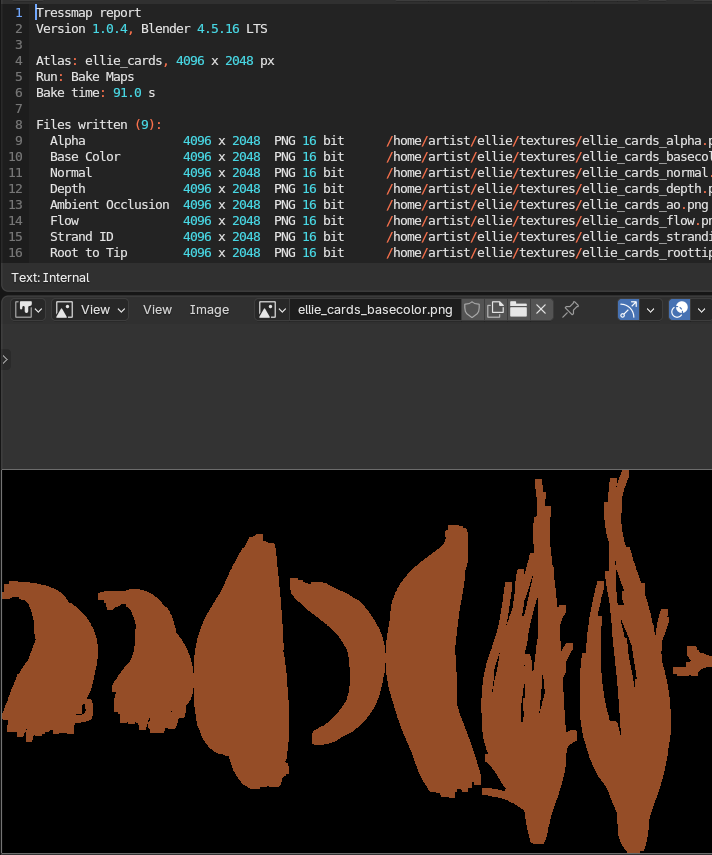 1 Tressmap report
2 Version 1.0.4, Blender 4.5.16 LTS
3
4 Atlas: ellie_cards, 4096 x 2048 px
5 Run: Bake Maps
6 Bake time: 91.0 s
7
8 Files written (9):
9 Alpha 4096 x 2048 PNG 16 bit /home/artist/ellie/textures/ellie_cards_alpha.p
10 Base Color 4096 x 2048 PNG 16 bit /home/artist/ellie/textures/ellie_cards_basecol
11 Normal 4096 x 2048 PNG 16 bit /home/artist/ellie/textures/ellie_cards_normal.
12 Depth 4096 x 2048 PNG 16 bit /home/artist/ellie/textures/ellie_cards_depth.p
13 Ambient Occlusion 4096 x 2048 PNG 16 bit /home/artist/ellie/textures/ellie_cards_ao.png
14 Flow 4096 x 2048 PNG 16 bit /home/artist/ellie/textures/ellie_cards_flow.pn
15 Strand ID 4096 x 2048 PNG 16 bit /home/artist/ellie/textures/ellie_cards_strandi
16 Root to Tip 4096 x 2048 PNG 16 bit /home/artist/ellie/textures/ellie_cards_roottip
Text: Internal
View View Image ellie_cards_basecolor.png